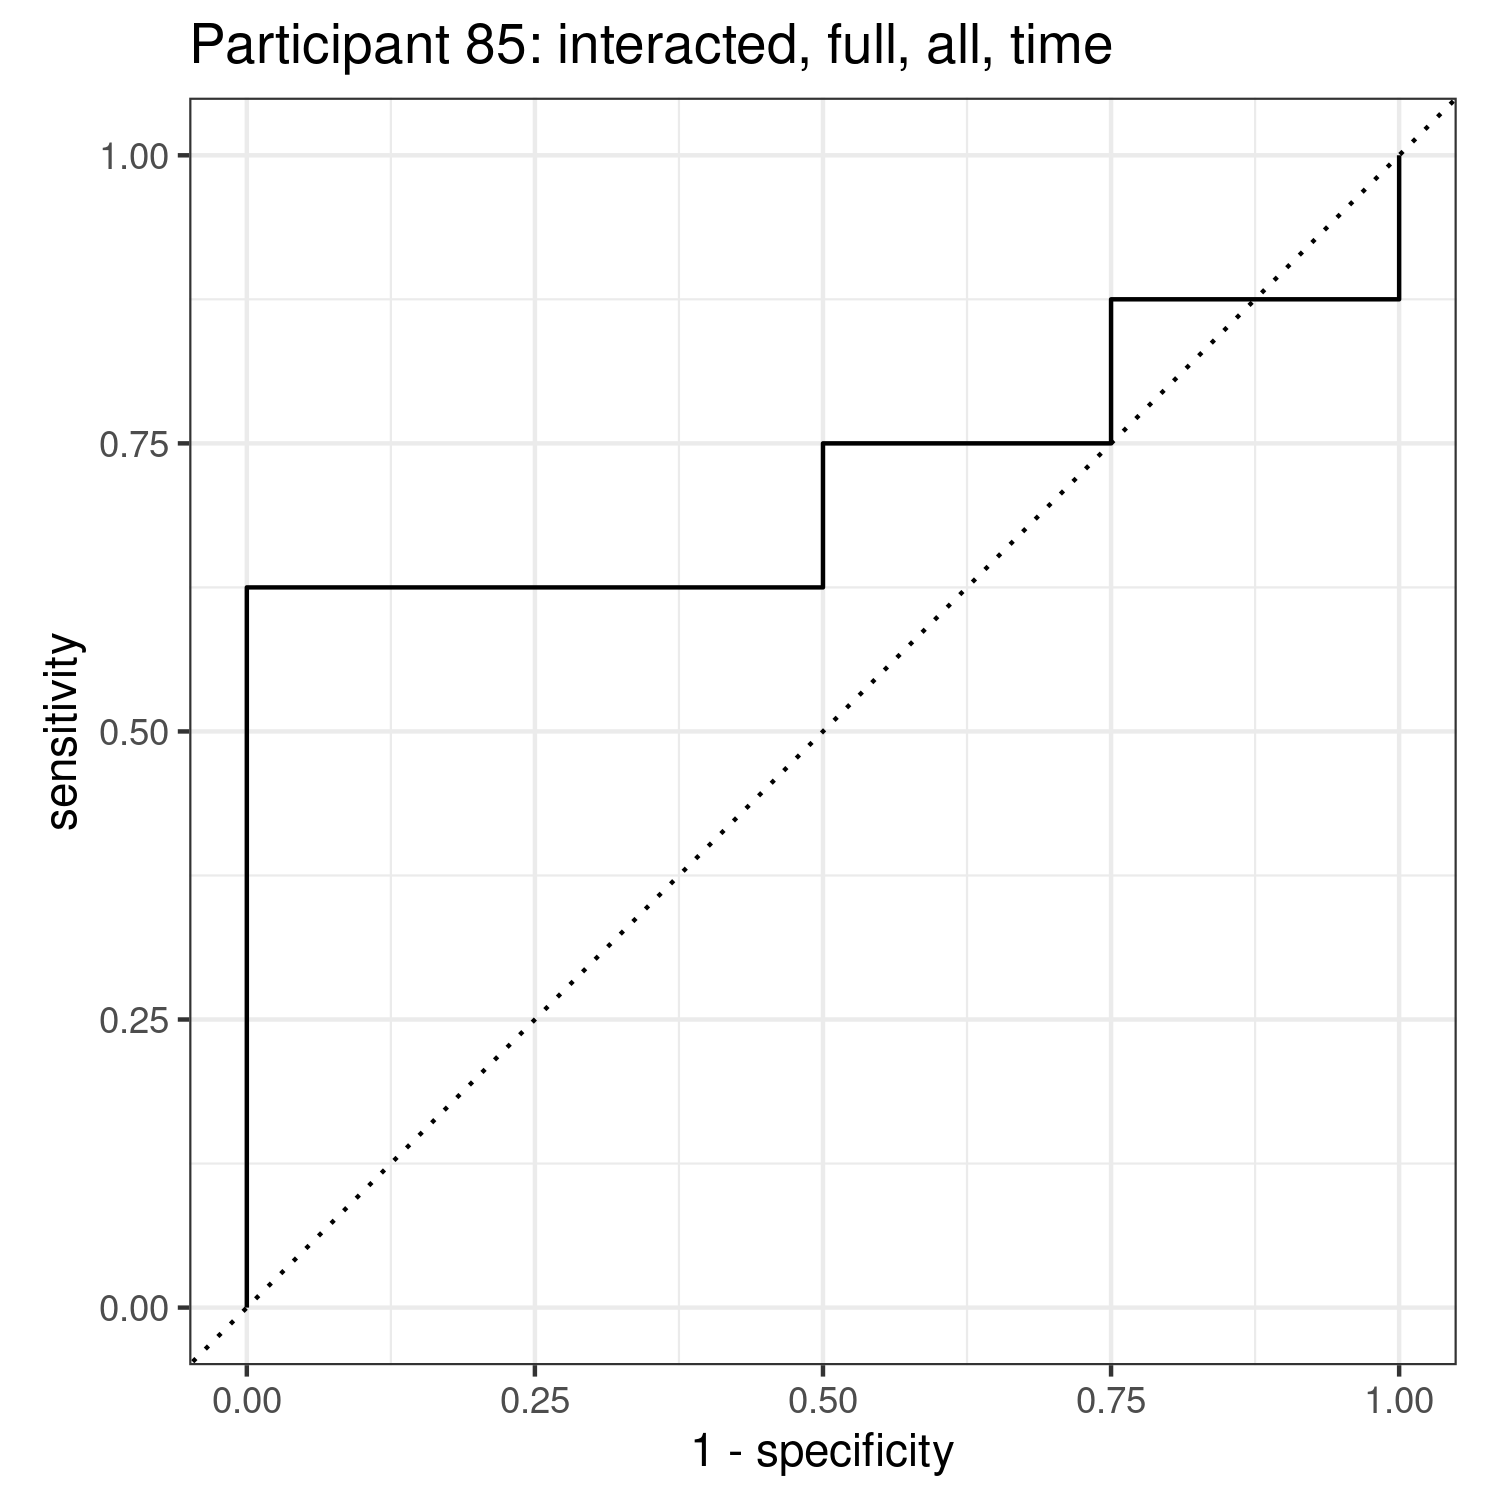 Participant 85: interacted, full, all, time
1.00
0.75
0.50
0.25
0.00
sensitivity
0.00 0.25 0.50 0.75 1.00
1 - specificity